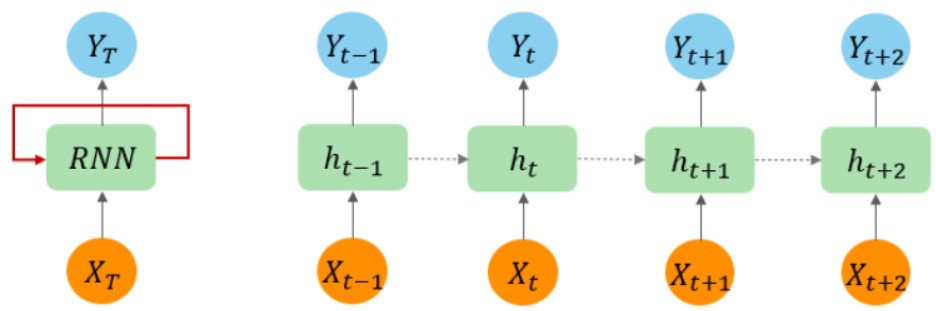 Y_T Y_{t-1} Y_t Y_{t+1} Y_{t+2}
RNN h_{t-1} h_t h_{t+1} h_{t+2}
X_T X_{t-1} X_t X_{t+1} X_{t+2}